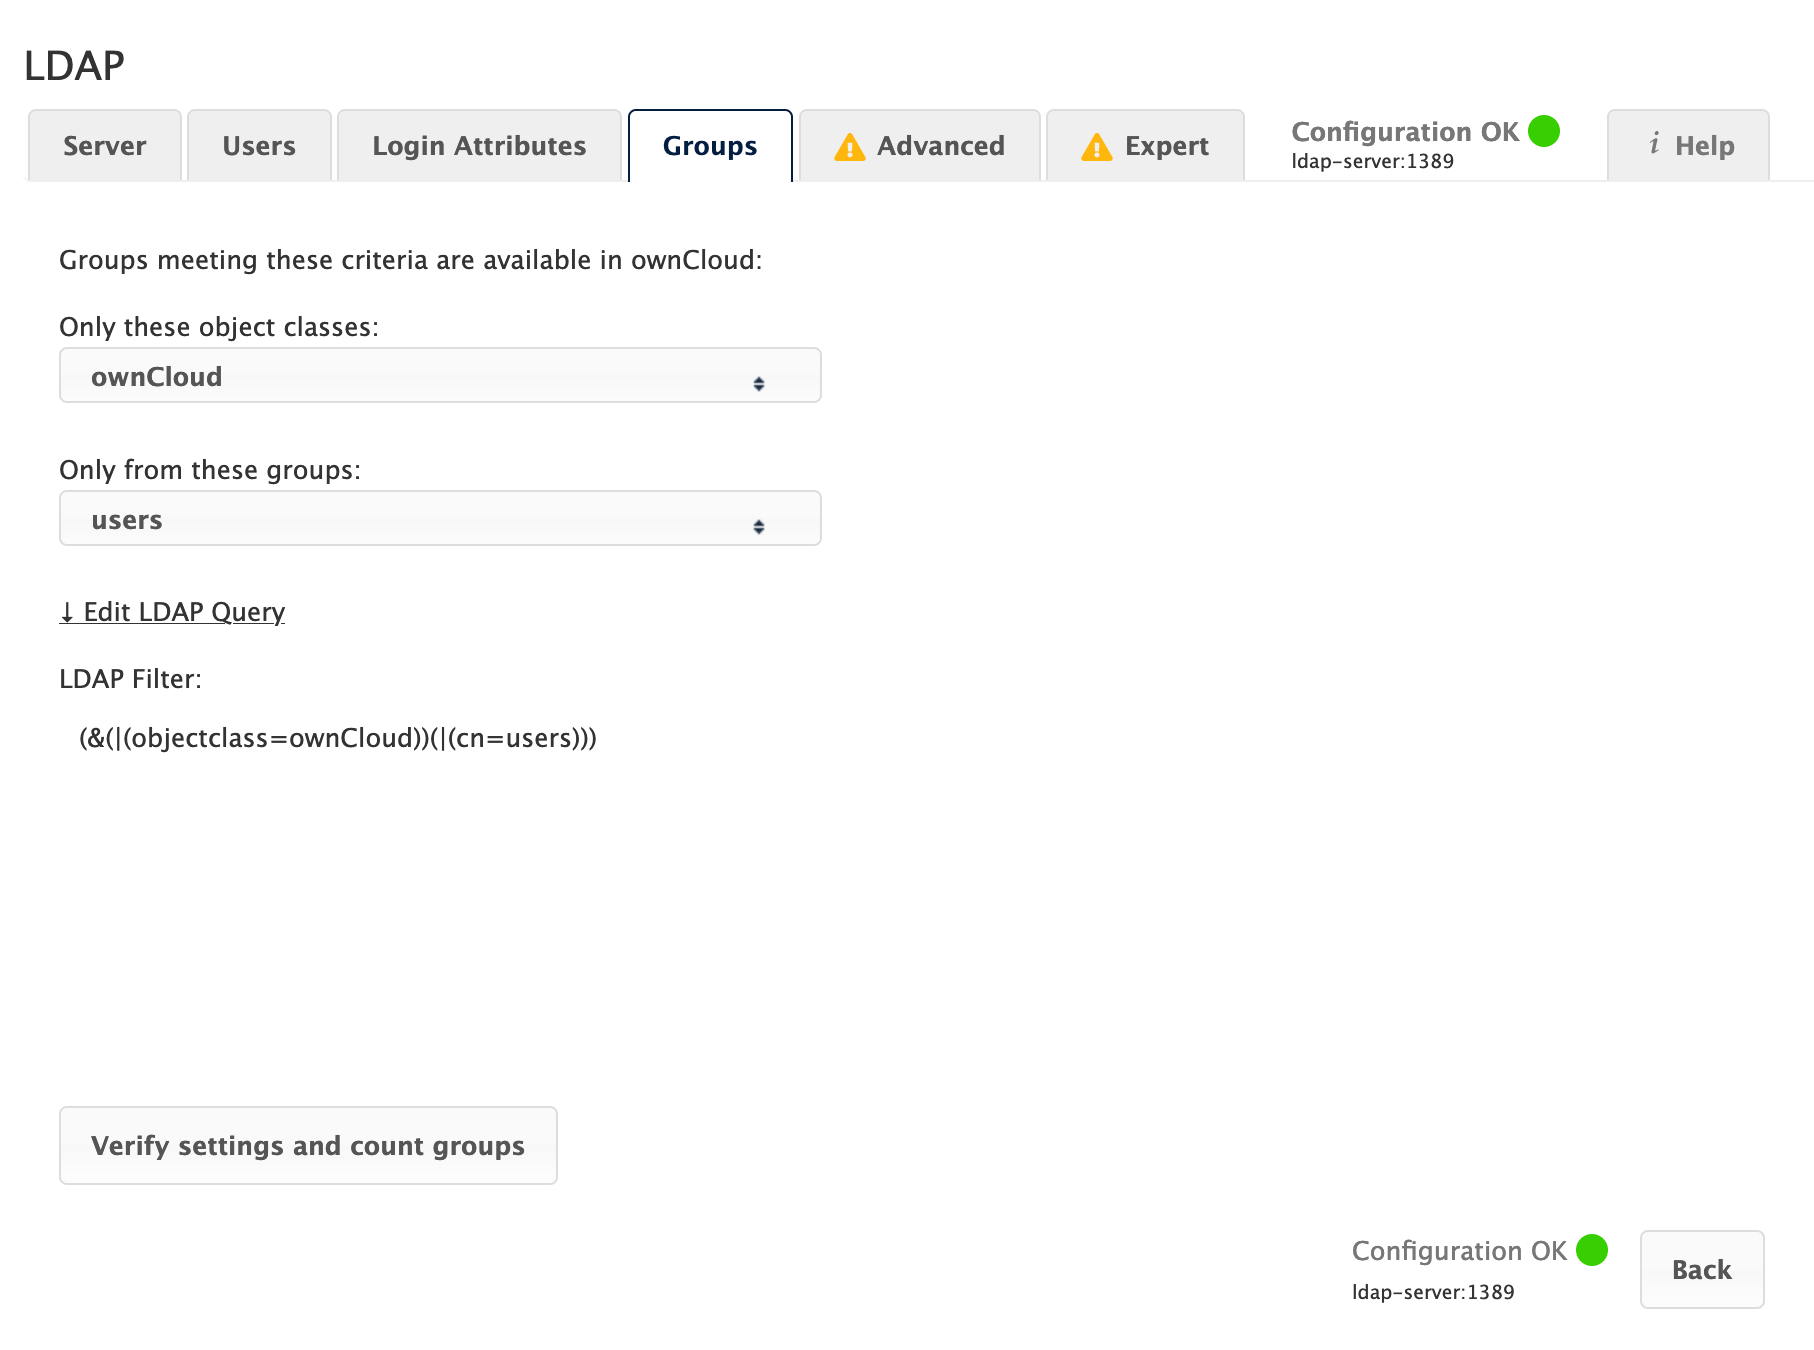 LDAP
Server
Users
Login Attributes
Groups
Advanced
Expert
Configuration OK
ldap-server:1389
i Help
Groups meeting these criteria are available in ownCloud:
Only these object classes:
ownCloud
Only from these groups:
users
↓ Edit LDAP Query
LDAP Filter:
(&(|(objectclass=ownCloud))(|(cn=users)))
Verify settings and count groups
Configuration OK
ldap-server:1389
Back